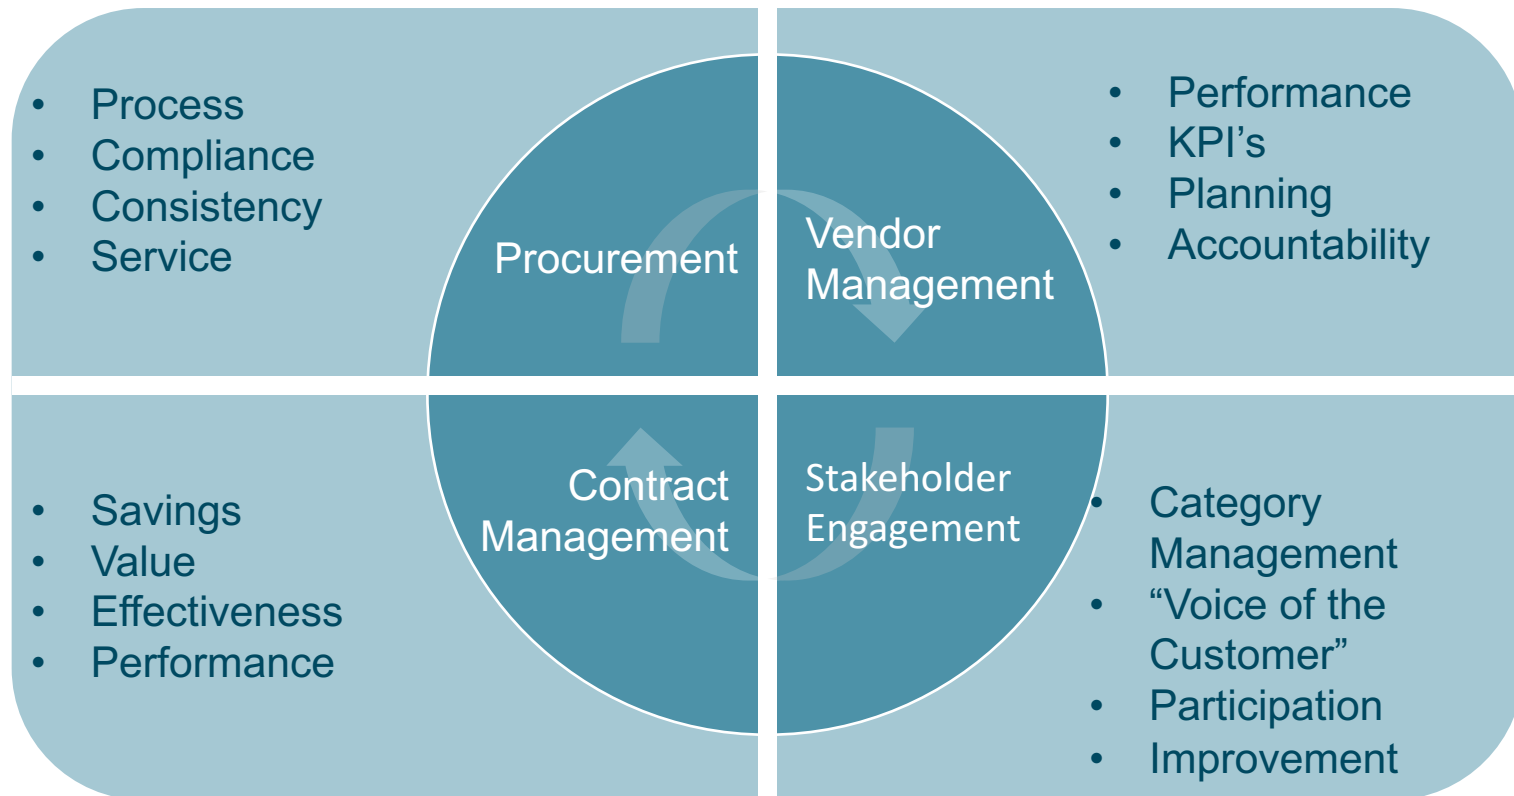 • Process
• Compliance
• Consistency
• Service
Procurement
Vendor
Management
• Performance
• KPI’s
• Planning
• Accountability
• Savings
• Value
• Effectiveness
• Performance
Contract
Management
Stakeholder
Engagement
• Category
Management
• “Voice of the
Customer”
• Participation
• Improvement